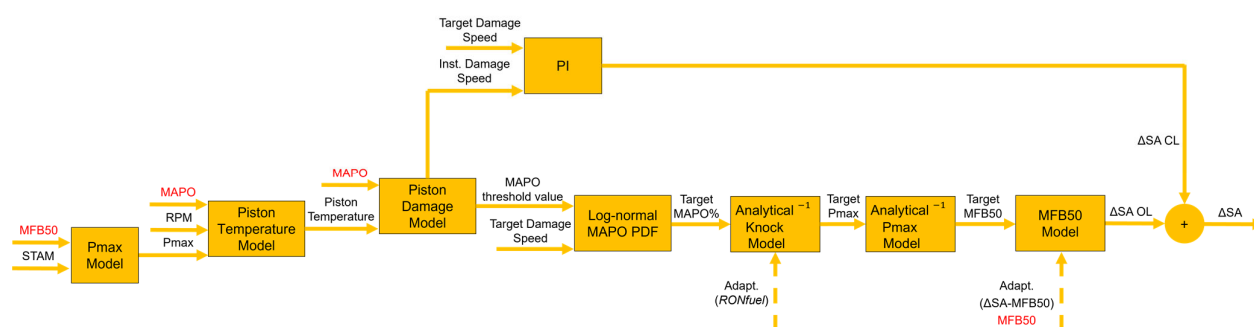 Target Damage
Speed
Inst. Damage
Speed
PI
ΔSA CL
MAPO
MAPO
RPM
Pmax
MFB50
STAM
Pmax
Model
Piston
Temperature
Model
Piston
Temperature
Piston
Damage
Model
MAPO
threshold value
Target Damage
Speed
Log-normal
MAPO PDF
Target
MAPO%
Analytical ⁻¹
Knock
Model
Target
Pmax
Analytical ⁻¹
Pmax
Model
Target
MFB50
MFB50
Model
ΔSA OL
+
ΔSA
Adapt.
(RONfuel)
Adapt.
(ΔSA-MFB50)
MFB50